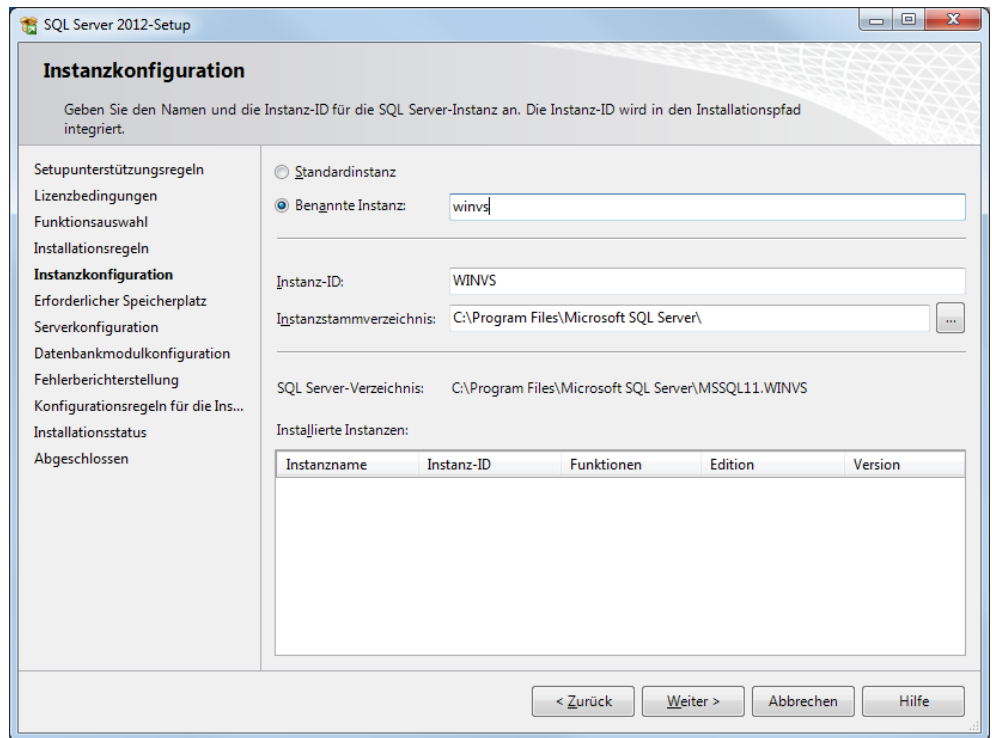 SQL Server 2012-Setup
Instanzkonfiguration
Geben Sie den Namen und die Instanz-ID für die SQL Server-Instanz an. Die Instanz-ID wird in den Installationspfad
integriert.
Setupunterstützungsregeln
Lizenzbedingungen
Funktionsauswahl
Installationsregeln
Instanzkonfiguration
Erforderlicher Speicherplatz
Serverkonfiguration
Datenbankmodulkonfiguration
Fehlerberichterstellung
Konfigurationsregeln für die Ins...
Installationsstatus
Abgeschlossen
Standardinstanz
Benannte Instanz: winvs
Instanz-ID: WINVS
Instanzstammverzeichnis: C:\Program Files\Microsoft SQL Server\ ...
SQL Server-Verzeichnis: C:\Program Files\Microsoft SQL Server\MSSQL11.WINVS
Installierte Instanzen:
Instanzname Instanz-ID Funktionen Edition Version
< Zurück Weiter > Abbrechen Hilfe